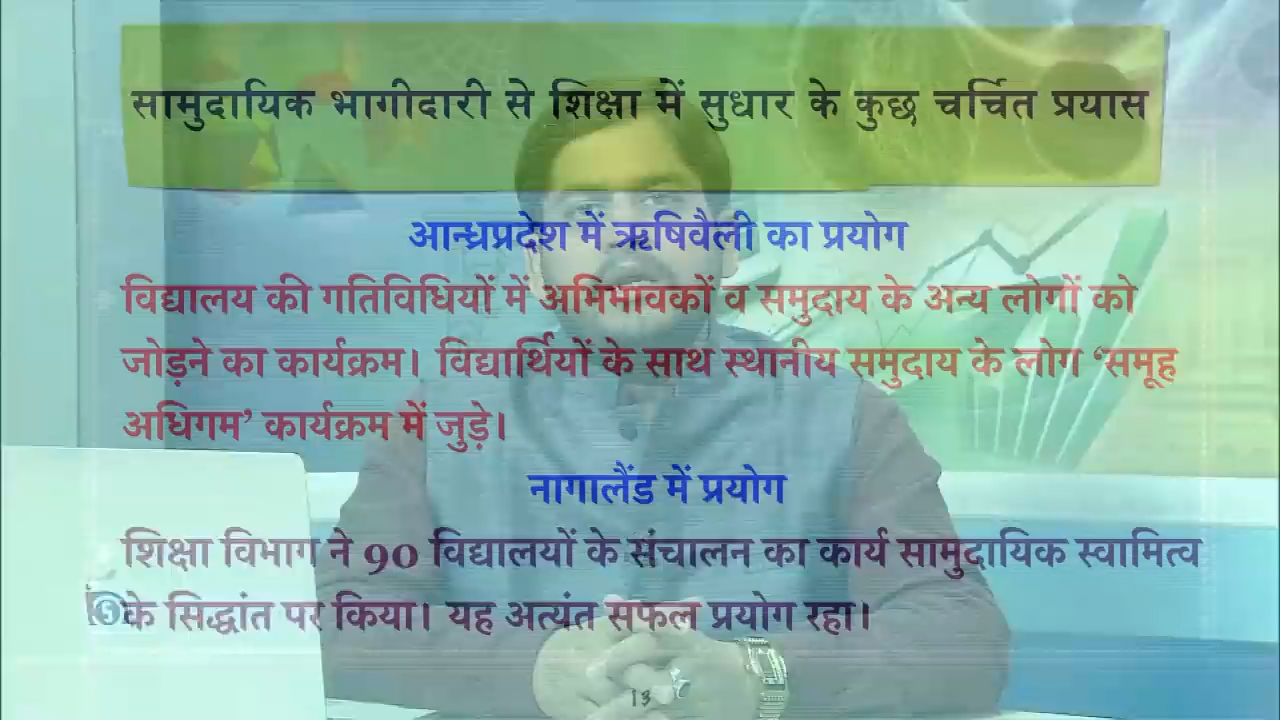 सामुदायिक भागीदारी से शिक्षा में सुधार के कुछ चर्चित प्रयास
आन्ध्रप्रदेश में ऋषिवैली का प्रयोग
विद्यालय की गतिविधियों में अभिभावकों व समुदाय के अन्य लोगों को
जोड़ने का कार्यक्रम। विद्यार्थियों के साथ स्थानीय समुदाय के लोग ‘समूह
अधिगम’ कार्यक्रम में जुड़े।
नागालैंड में प्रयोग
शिक्षा विभाग ने 90 विद्यालयों के संचालन का कार्य सामुदायिक स्वामित्व
के सिद्धांत पर किया। यह अत्यंत सफल प्रयोग रहा।
13